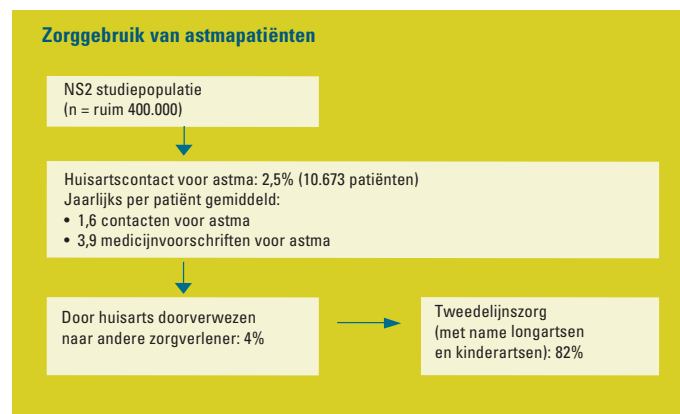 Zorggebruik van astmapatiënten
NS2 studiepopulatie
(n = ruim 400.000)
Huisartscontact voor astma: 2,5% (10.673 patiënten)
Jaarlijks per patiënt gemiddeld:
• 1,6 contacten voor astma
• 3,9 medicijnvoorschriften voor astma
Door huisarts doorverwezen
naar andere zorgverlener: 4%
Tweedelijnszorg
(met name longartsen
en kinderartsen): 82%